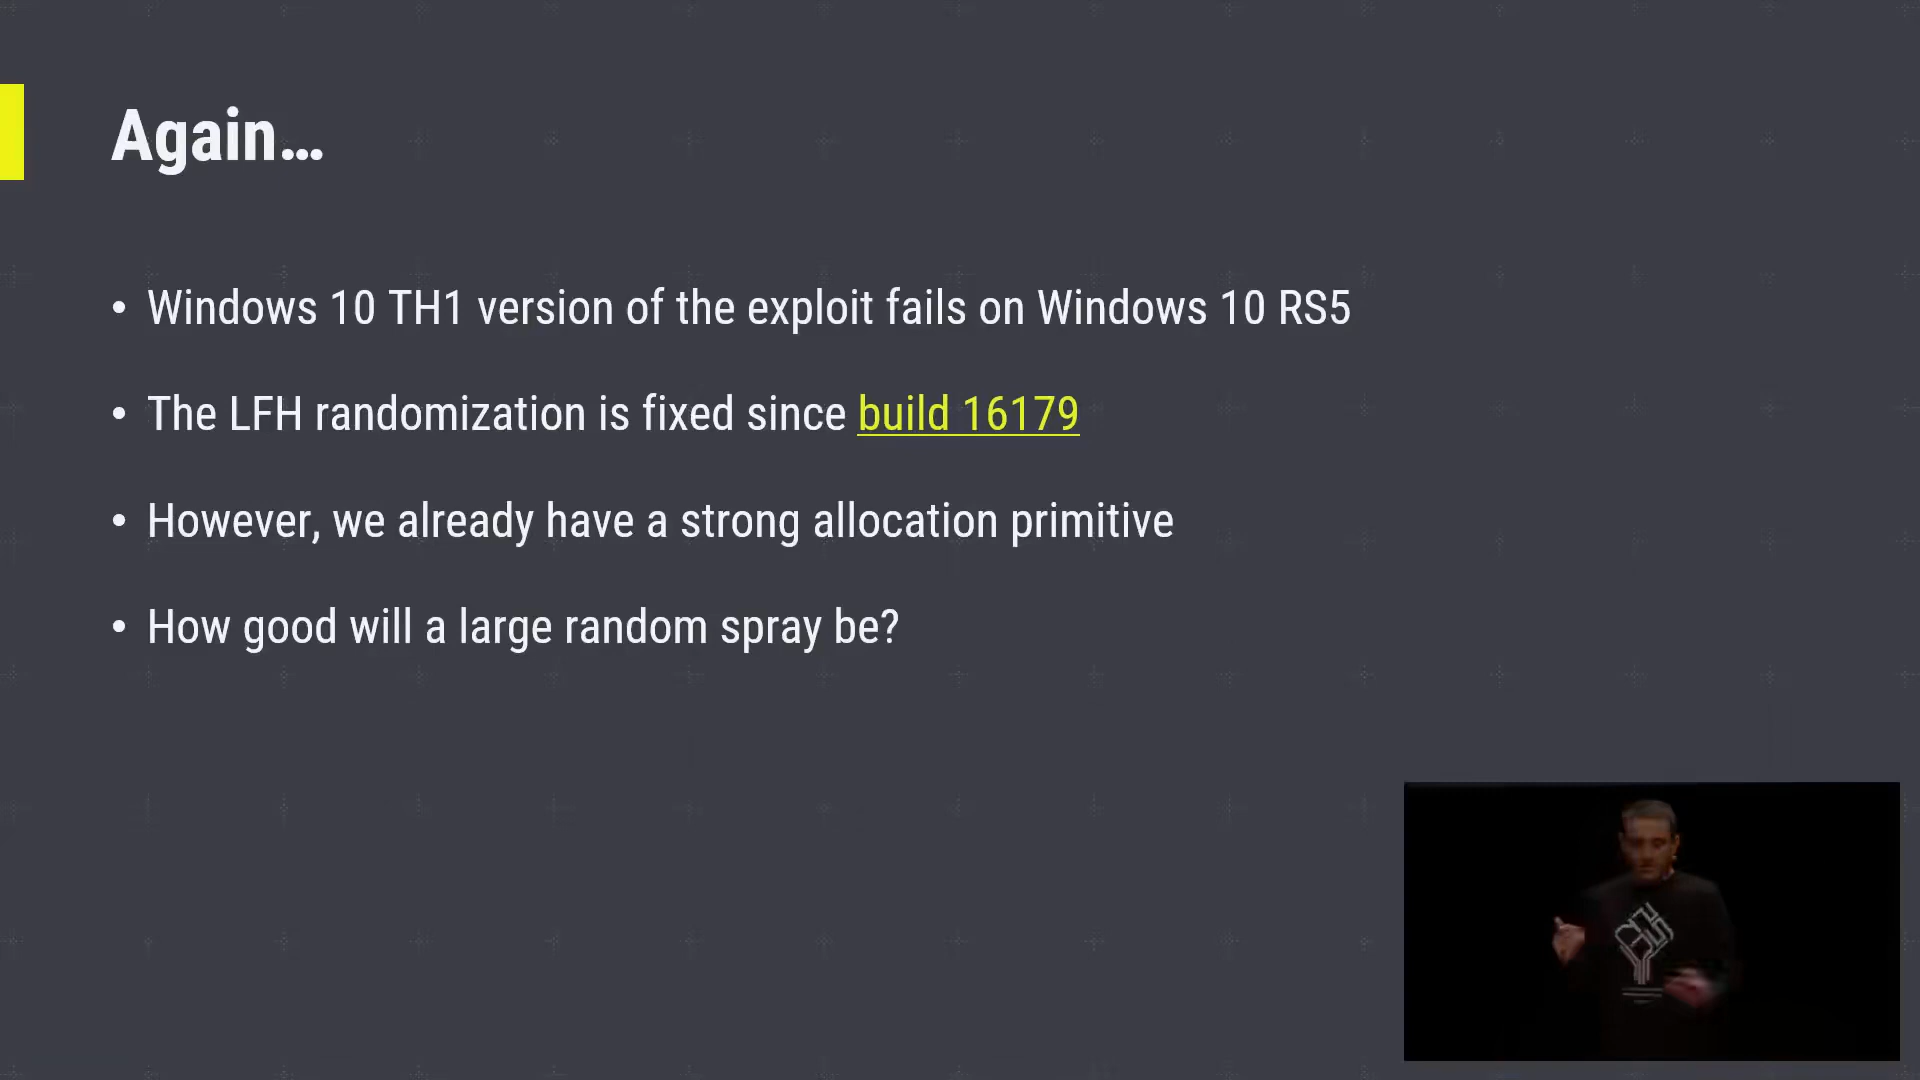 Again…
• Windows 10 TH1 version of the exploit fails on Windows 10 RS5
• The LFH randomization is fixed since build 16179
• However, we already have a strong allocation primitive
• How good will a large random spray be?